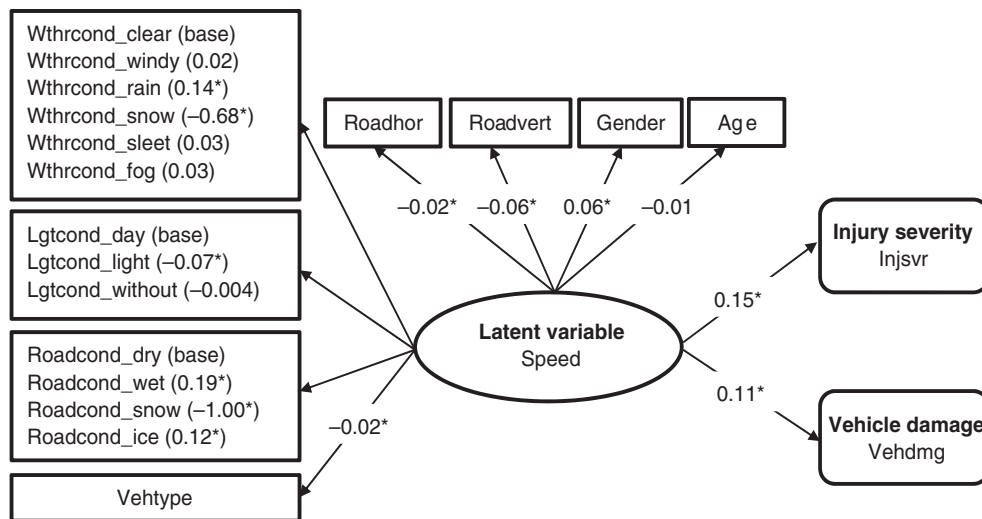 Wthrcond_clear (base)
Wthrcond_windy (0.02)
Wthrcond_rain (0.14*)
Wthrcond_snow (–0.68*)
Wthrcond_sleet (0.03)
Wthrcond_fog (0.03)
Lgtcond_day (base)
Lgtcond_light (–0.07*)
Lgtcond_without (–0.004)
Roadcond_dry (base)
Roadcond_wet (0.19*)
Roadcond_snow (–1.00*)
Roadcond_ice (0.12*)
Vehtype
–0.02*
Roadhor
Roadvert
Gender
Age
–0.02*
–0.06*
0.06*
–0.01
Latent variable
Speed
0.15*
0.11*
Injury severity
Injsvr
Vehicle damage
Vehdmg